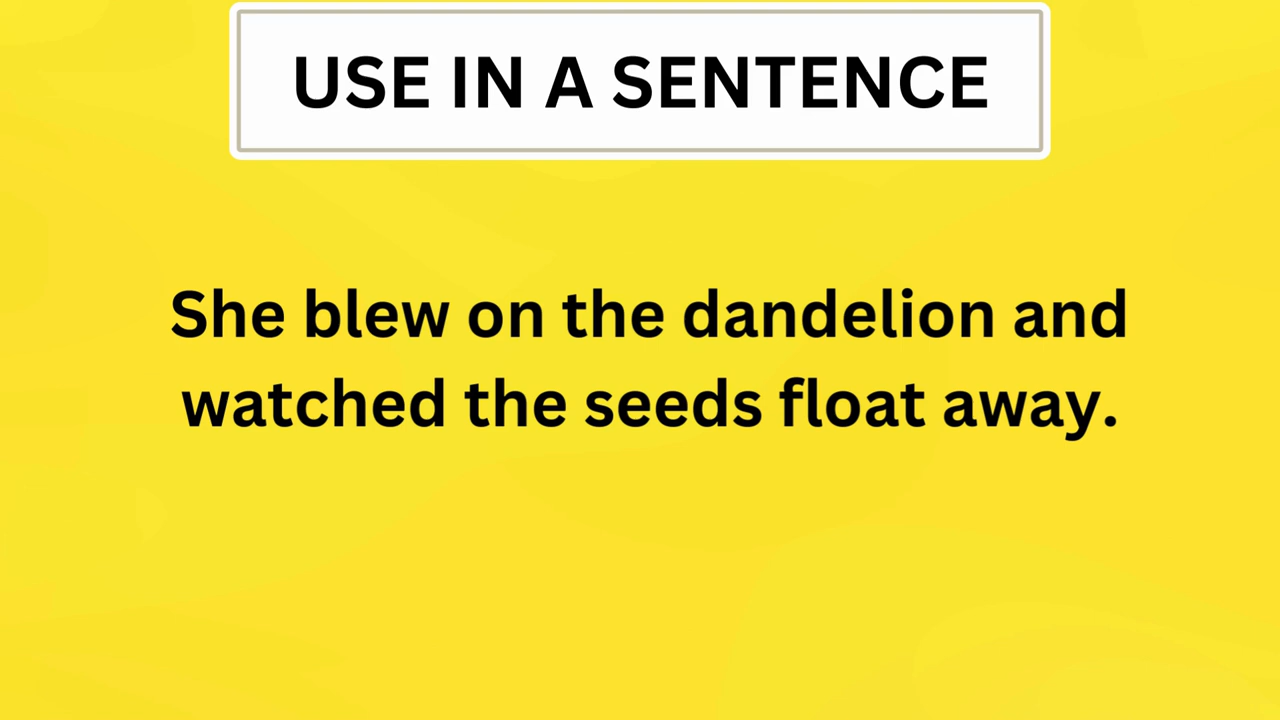 USE IN A SENTENCE
She blew on the dandelion and
watched the seeds float away.